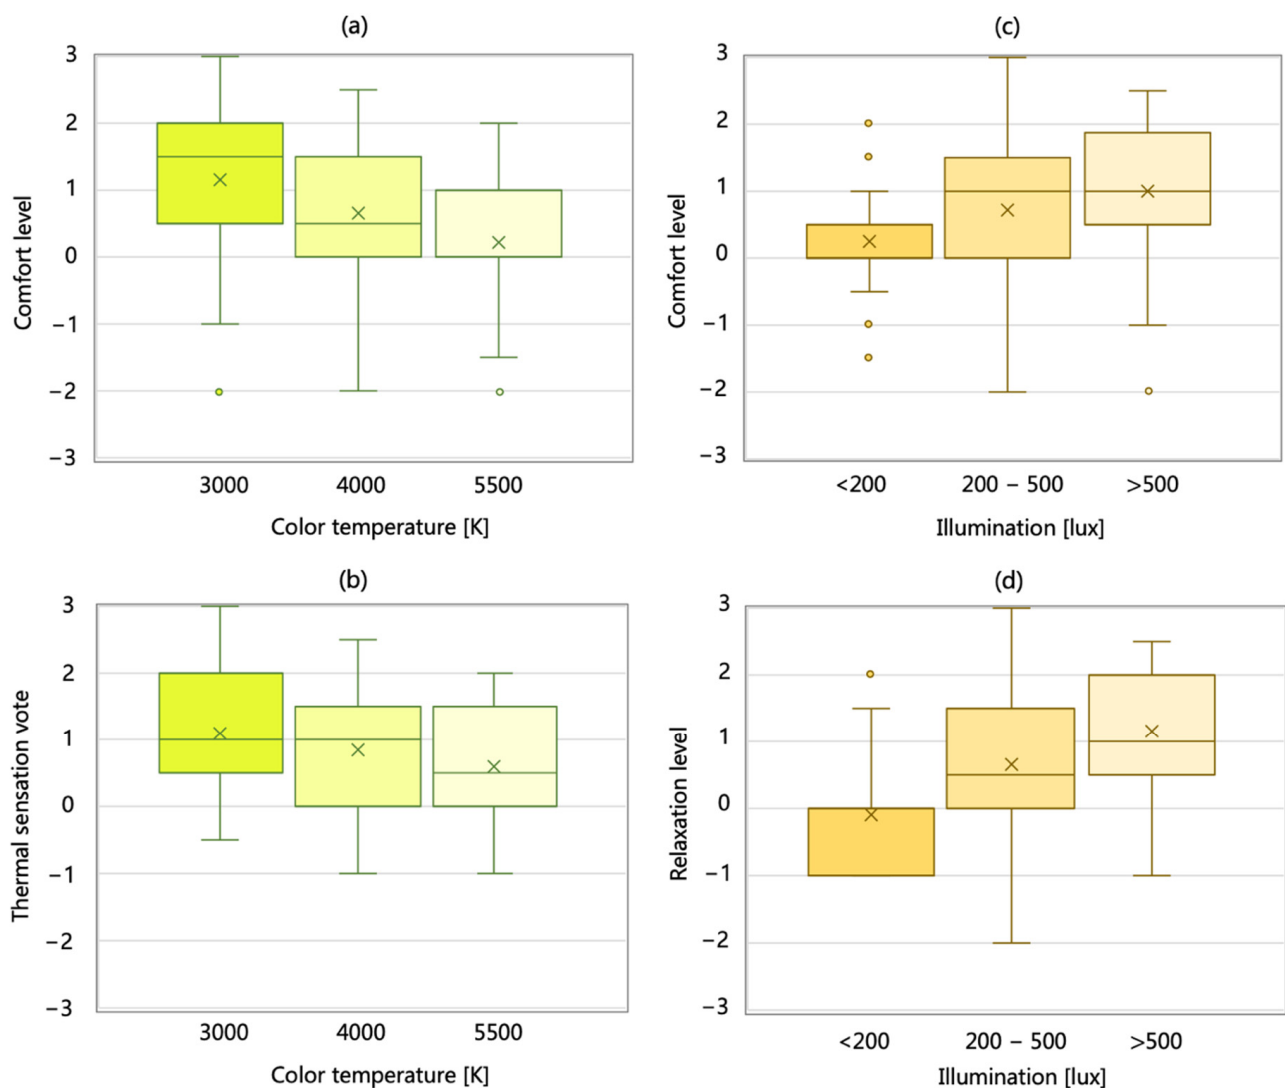 (a)
3
2
1
0
−1
−2
−3
Comfort level
3000 4000 5500
Color temperature [K]
(c)
3
2
1
0
−1
−2
−3
Comfort level
<200 200 – 500 >500
Illumination [lux]
(b)
3
2
1
0
−1
−2
−3
Thermal sensation vote
3000 4000 5500
Color temperature [K]
(d)
3
2
1
0
−1
−2
−3
Relaxation level
<200 200 – 500 >500
Illumination [lux]